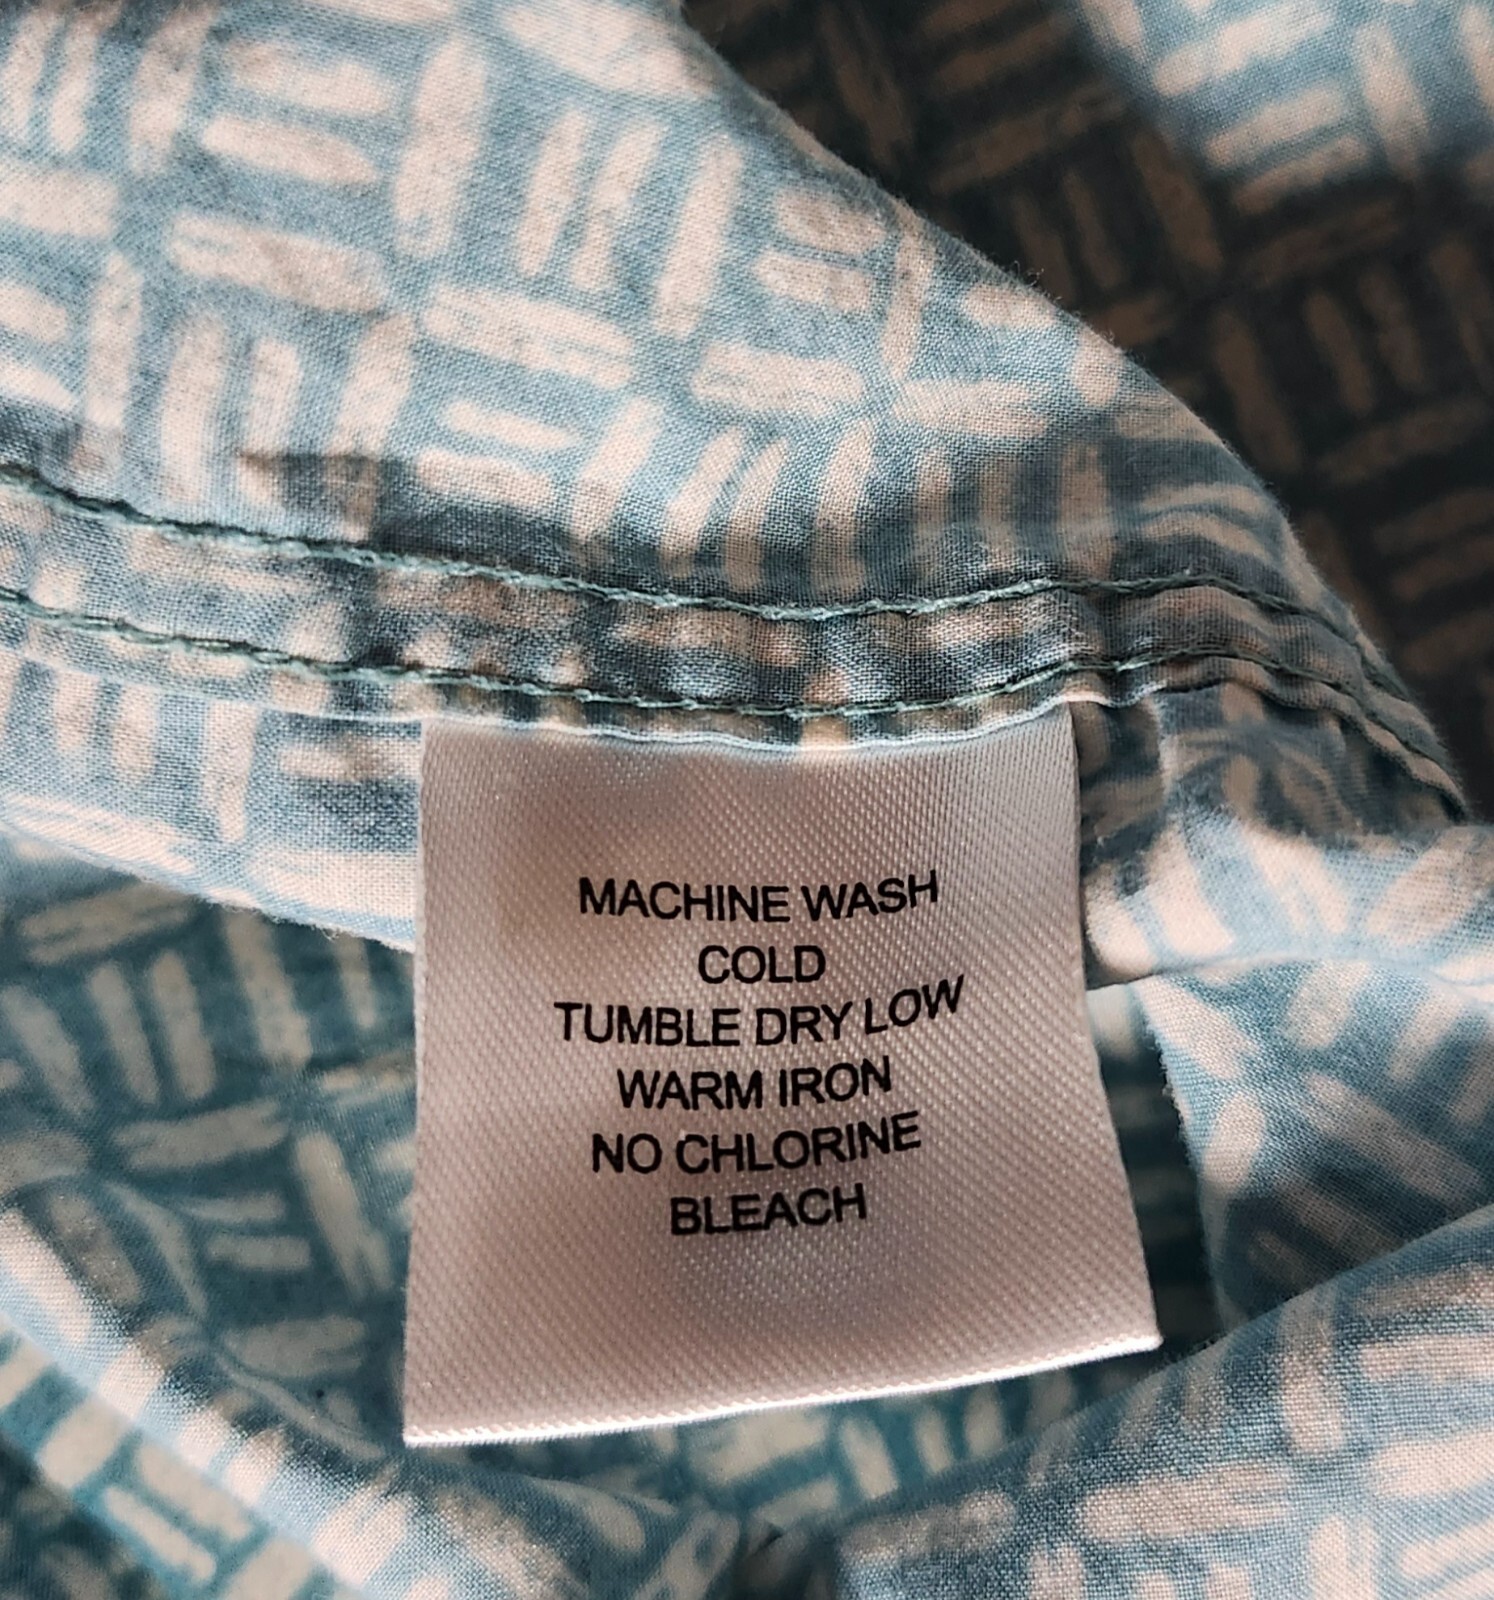 MACHINE WASH
COLD
TUMBLE DRY LOW
WARM IRON
NO CHLORINE
BLEACH